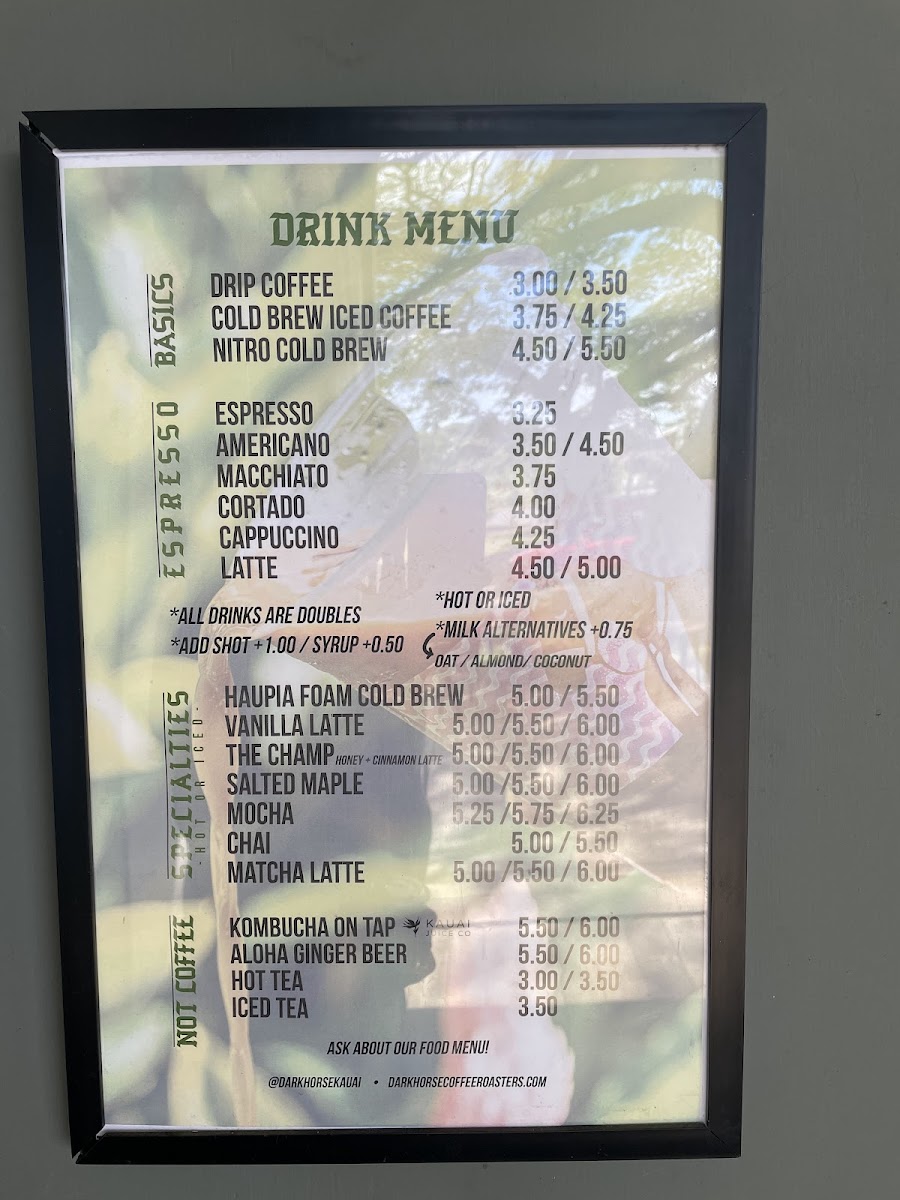 DRINK MENU
BASICS
DRIP COFFEE 3.00 / 3.50
COLD BREW ICED COFFEE 3.75 / 4.25
NITRO COLD BREW 4.50 / 5.50
ESPRESSO
ESPRESSO 3.25
AMERICANO 3.50 / 4.50
MACCHIATO 3.75
CORTADO 4.00
CAPPUCCINO 4.25
LATTE 4.50 / 5.00
*ALL DRINKS ARE DOUBLES
*ADD SHOT +1.00 / SYRUP +0.50
*HOT OR ICED
*MILK ALTERNATIVES +0.75
OAT / ALMOND/ COCONUT
SPECIALTIES
-HOT OR ICED-
HAUPIA FOAM COLD BREW 5.00 / 5.50
VANILLA LATTE 5.00 /5.50 / 6.00
THE CHAMP HONEY + CINNAMON LATTE 5.00 /5.50 / 6.00
SALTED MAPLE 5.00 /5.50 / 6.00
MOCHA 5.25 /5.75 / 6.25
CHAI 5.00 / 5.50
MATCHA LATTE 5.00 /5.50 / 6.00
NOT COFFEE
KOMBUCHA ON TAP KAUAI JUICE CO 5.50 / 6.00
ALOHA GINGER BEER 5.50 / 6.00
HOT TEA 3.00 / 3.50
ICED TEA 3.50
ASK ABOUT OUR FOOD MENU!
@DARKHORSEKAUAI • DARKHORSECOFFEEROASTERS.COM